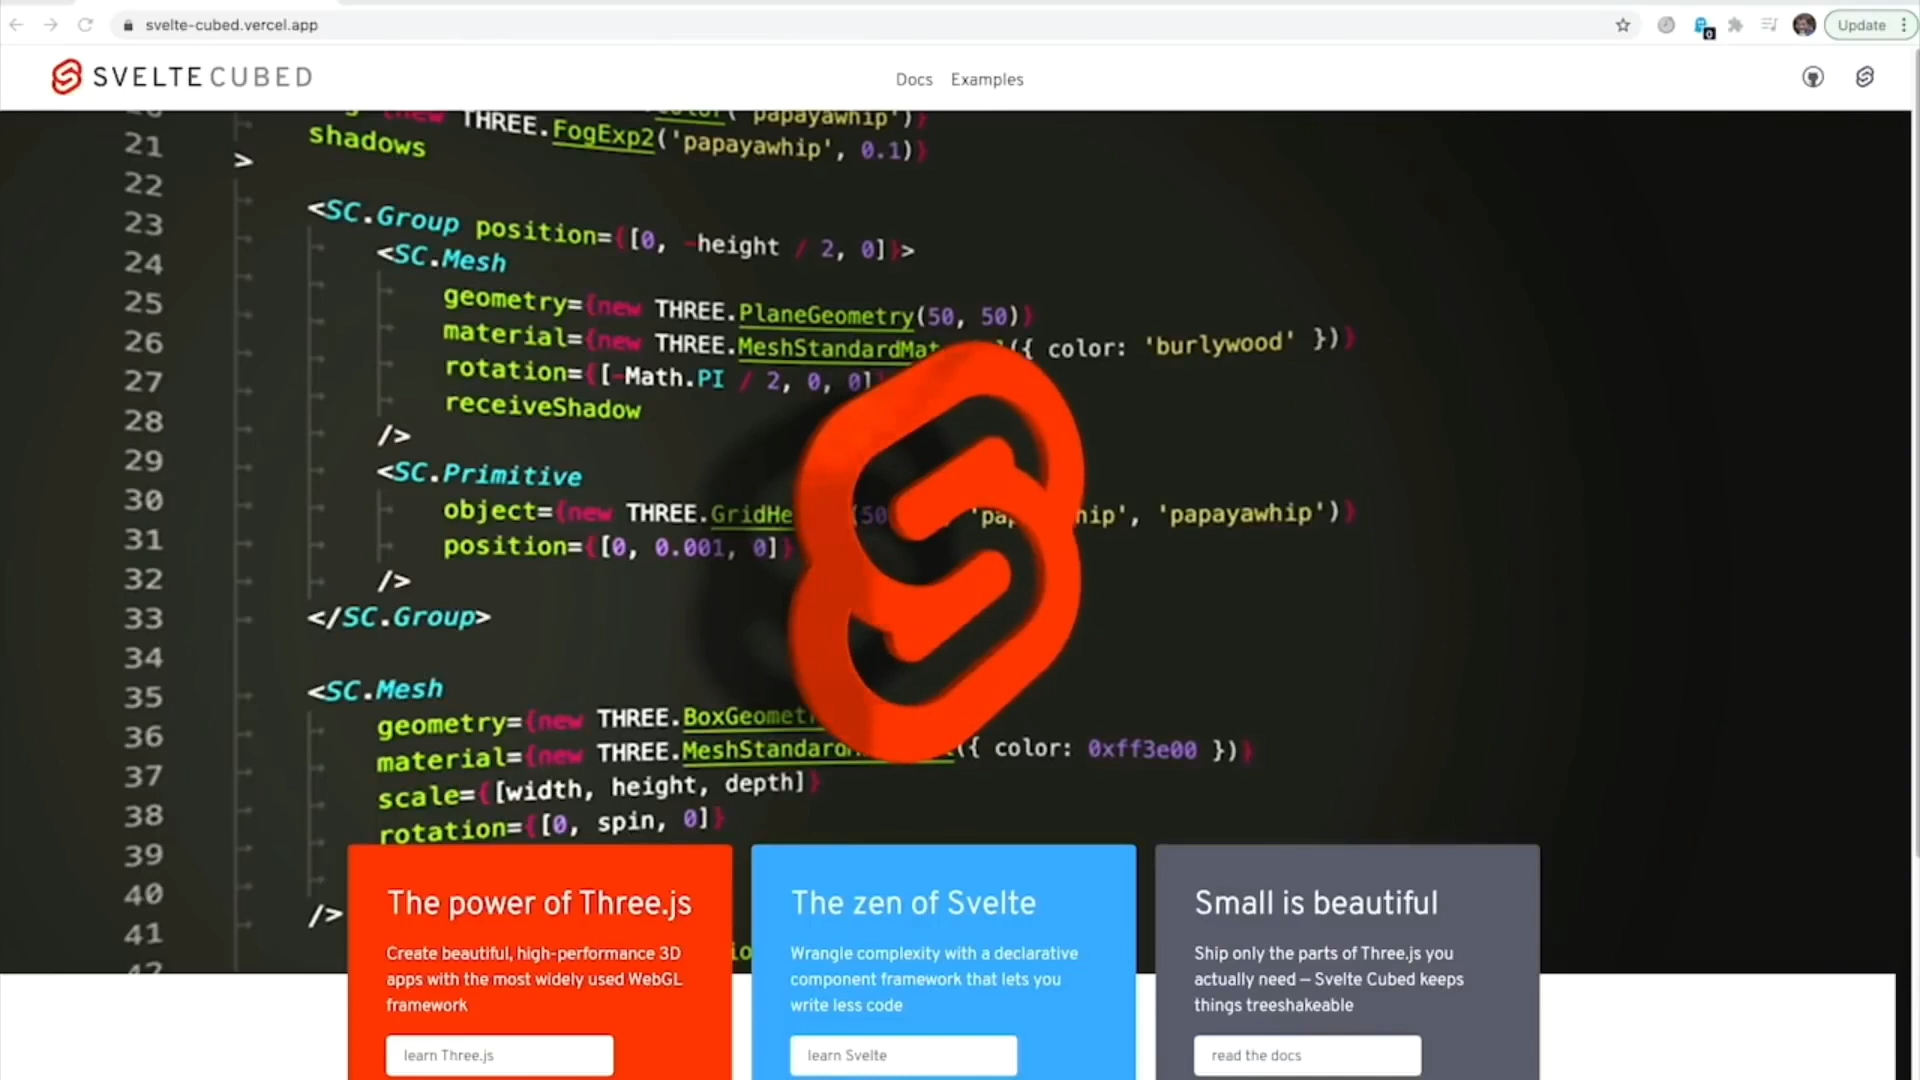 svelte-cubed.vercel.app
0
Update
SVELTE CUBED
Docs Examples
THREE. ('papayawhip')}
21 shadows THREE.FogExp2('papayawhip', 0.1)}
22 >
23 <SC.Group position={[0, -height / 2, 0]}>
24 <SC.Mesh
25 geometry={new THREE.PlaneGeometry(50, 50)}
26 material={new THREE. ({ color: 'burlywood' })}
27 rotation={[-Math.PI / 2, 0, 0]
28 receiveShadow
29 />
30 <SC.Primitive
31 object={new THREE. 'papayawhip')}
32 position={[0, 0.001, 0]}
33 />
34 </SC.Group>
35
36 <SC.Mesh
37 geometry={new THREE.
38 material={new THREE. ({ color: 0xff3e00 })}
39 scale={[width, height, depth]}
40 rotation={[0, spin, 0]}
41 />
42
The power of Three.js
Create beautiful, high-performance 3D
apps with the most widely used WebGL
framework
learn Three.js
The zen of Svelte
Wrangle complexity with a declarative
component framework that lets you
write less code
learn Svelte
Small is beautiful
Ship only the parts of Three.js you
actually need — Svelte Cubed keeps
things treeshakeable
read the docs